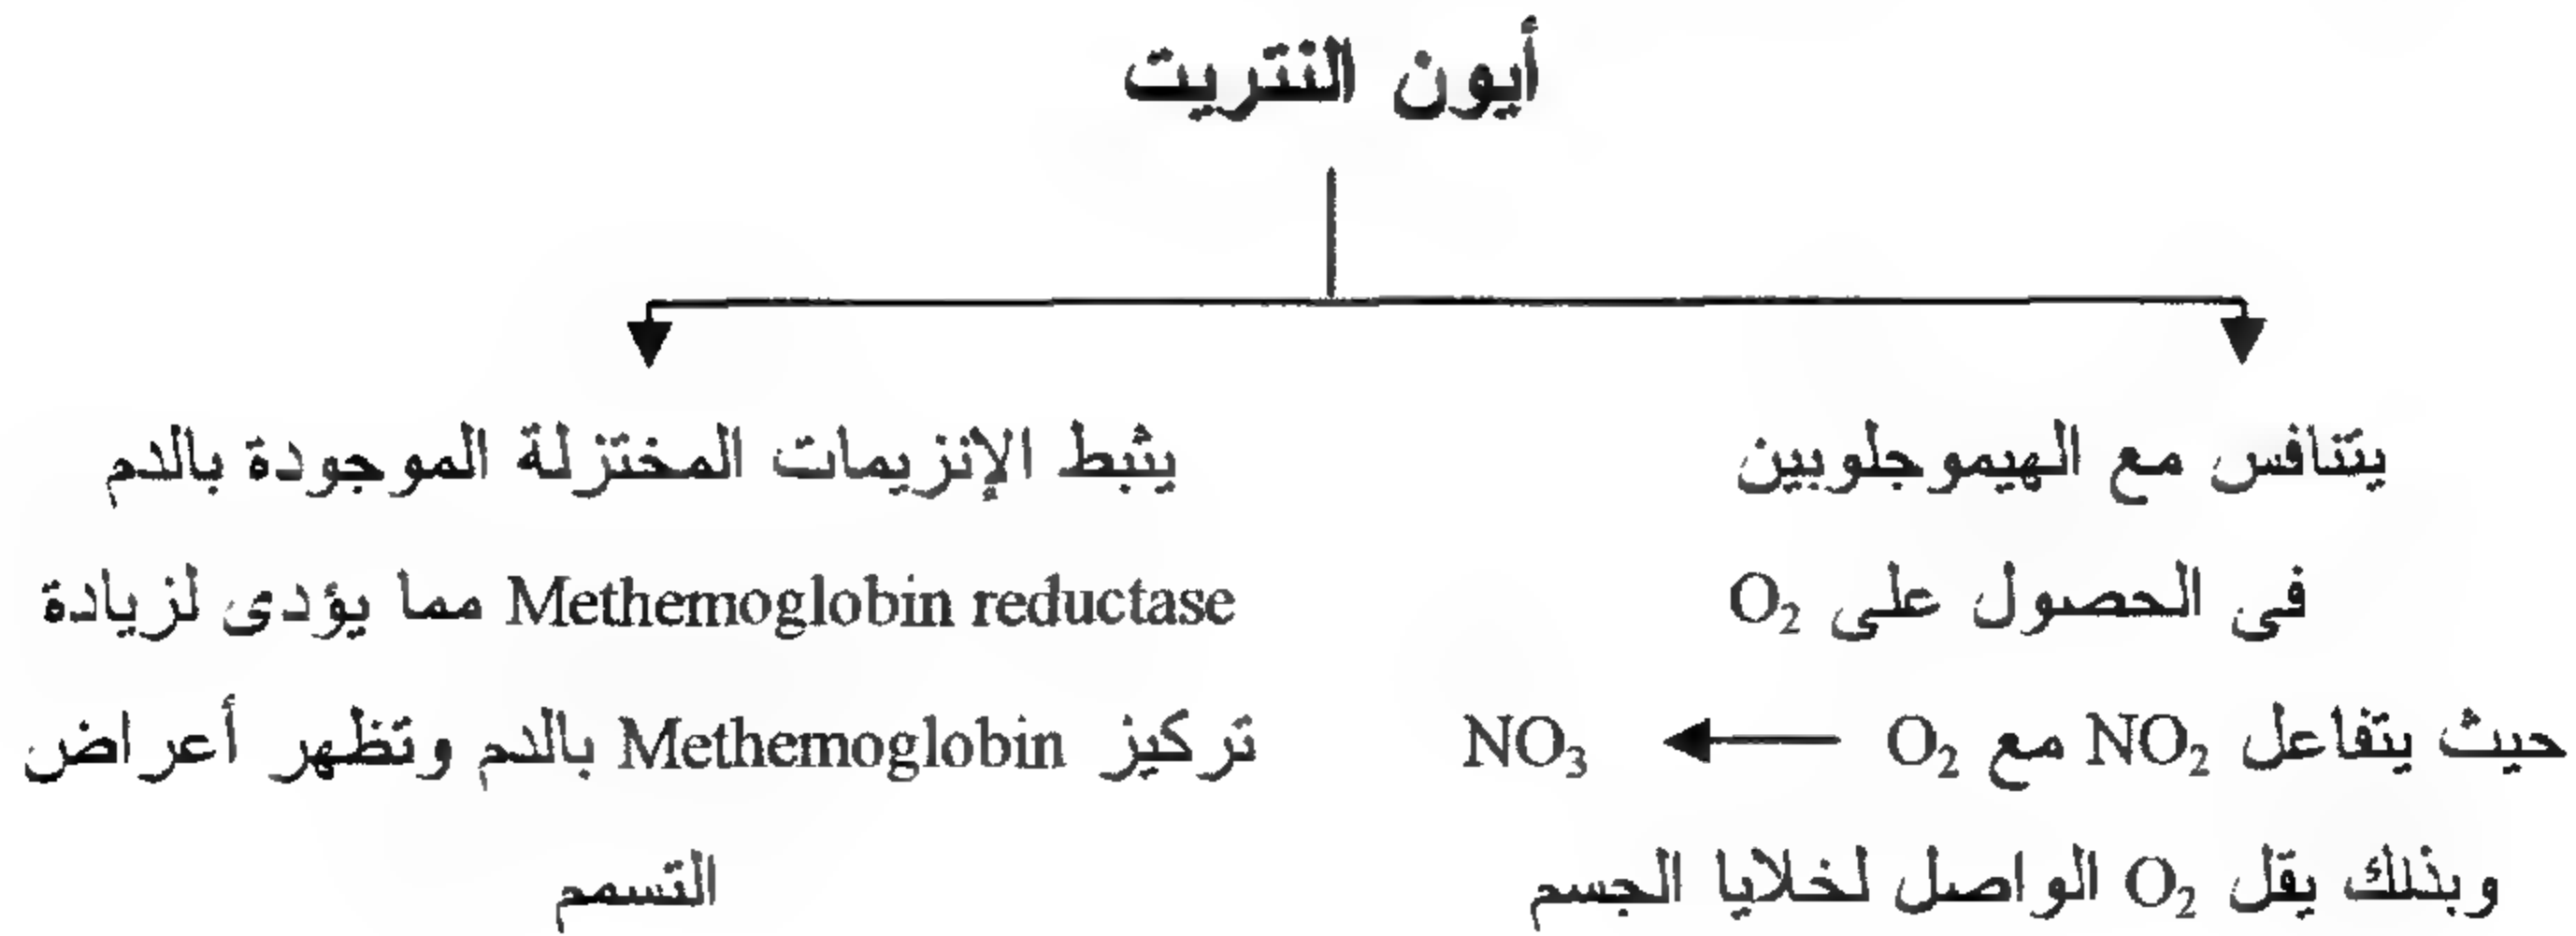 أيون النتريت
يتنافس مع الهيموجلوبين
فى الحصول على O₂
حيث يتفاعل NO₂ مع O₂ ← NO₃
وبذلك يقل O₂ الواصل لخلايا الجسم
يثبط الإنزيمات المختزلة الموجودة بالدم
Methemoglobin reductase مما يؤدى لزيادة
تركيز Methemoglobin بالدم وتظهر أعراض
التسمم